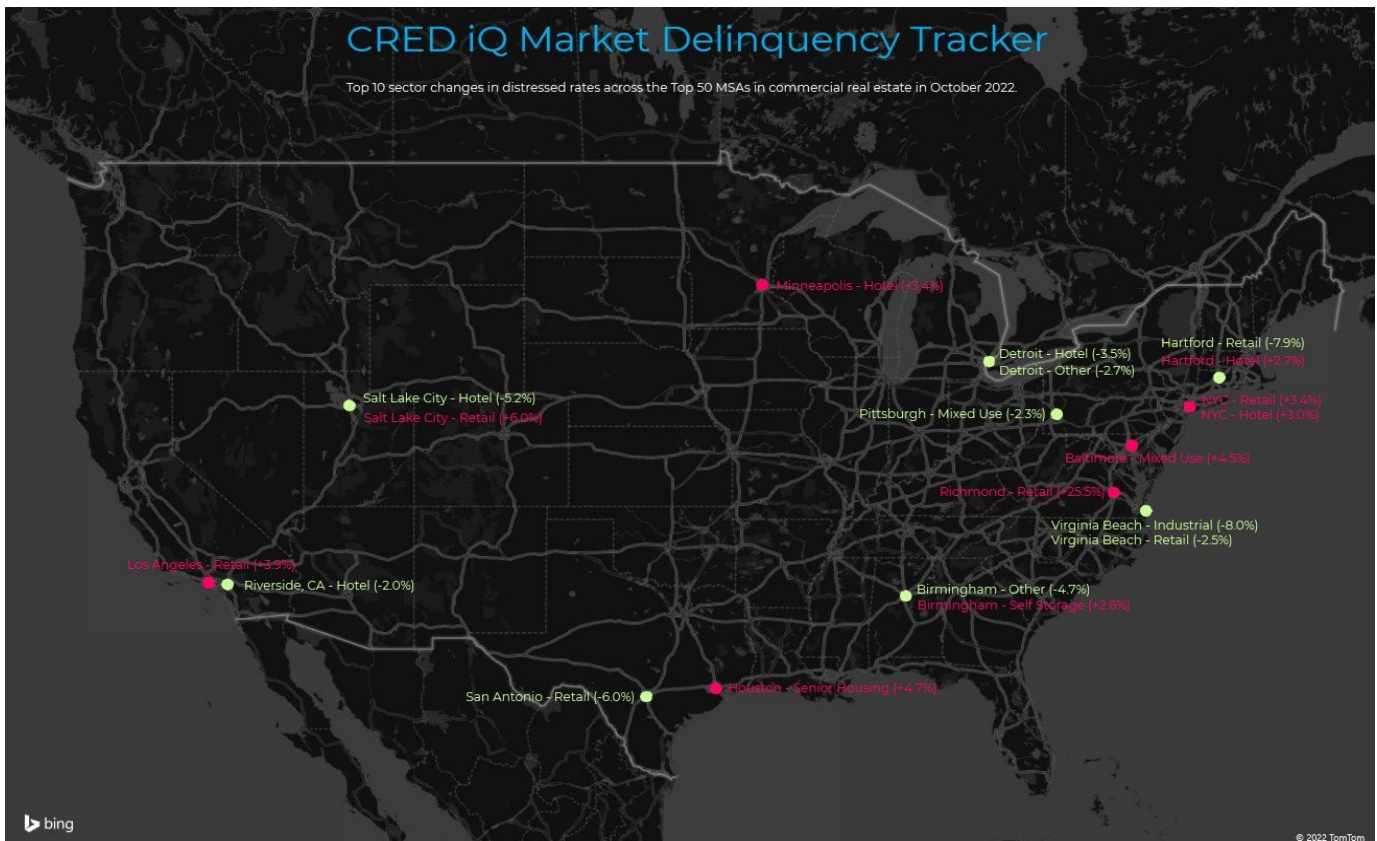 CRED iQ Market Delinquency Tracker
Top 10 sector changes in distressed rates across the Top 50 MSAs in commercial real estate in October 2022.
Minneapolis - Hotel (+3.4%)
Hartford - Retail (-7.9%)
Hartford - Hotel (+2.7%)
Detroit - Hotel (-3.5%)
Detroit - Other (-2.7%)
Salt Lake City - Hotel (-5.2%)
Salt Lake City - Retail (+6.0%)
NYC - Retail (+3.4%)
NYC - Hotel (+3.0%)
Pittsburgh - Mixed Use (-2.3%)
Baltimore - Mixed Use (+4.5%)
Richmond - Retail (+25.5%)
Virginia Beach - Industrial (-8.0%)
Virginia Beach - Retail (-2.5%)
Los Angeles - Retail (+3.9%)
Riverside, CA - Hotel (-2.0%)
Birmingham - Other (-4.7%)
Birmingham - Self Storage (+2.6%)
San Antonio - Retail (-6.0%)
Houston - Senior Housing (+4.7%)
bing
© 2022 TomTom